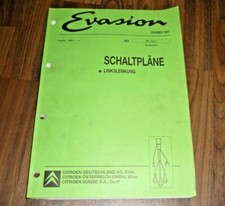 Evasion
SCHALTPLÄNE
LINKSLENKUNG
CITROËN DEUTSCHLAND AG, Köln
CITROËN ÖSTERREICH GMBH, Wien
CITROËN SUISSE S.A., Genf